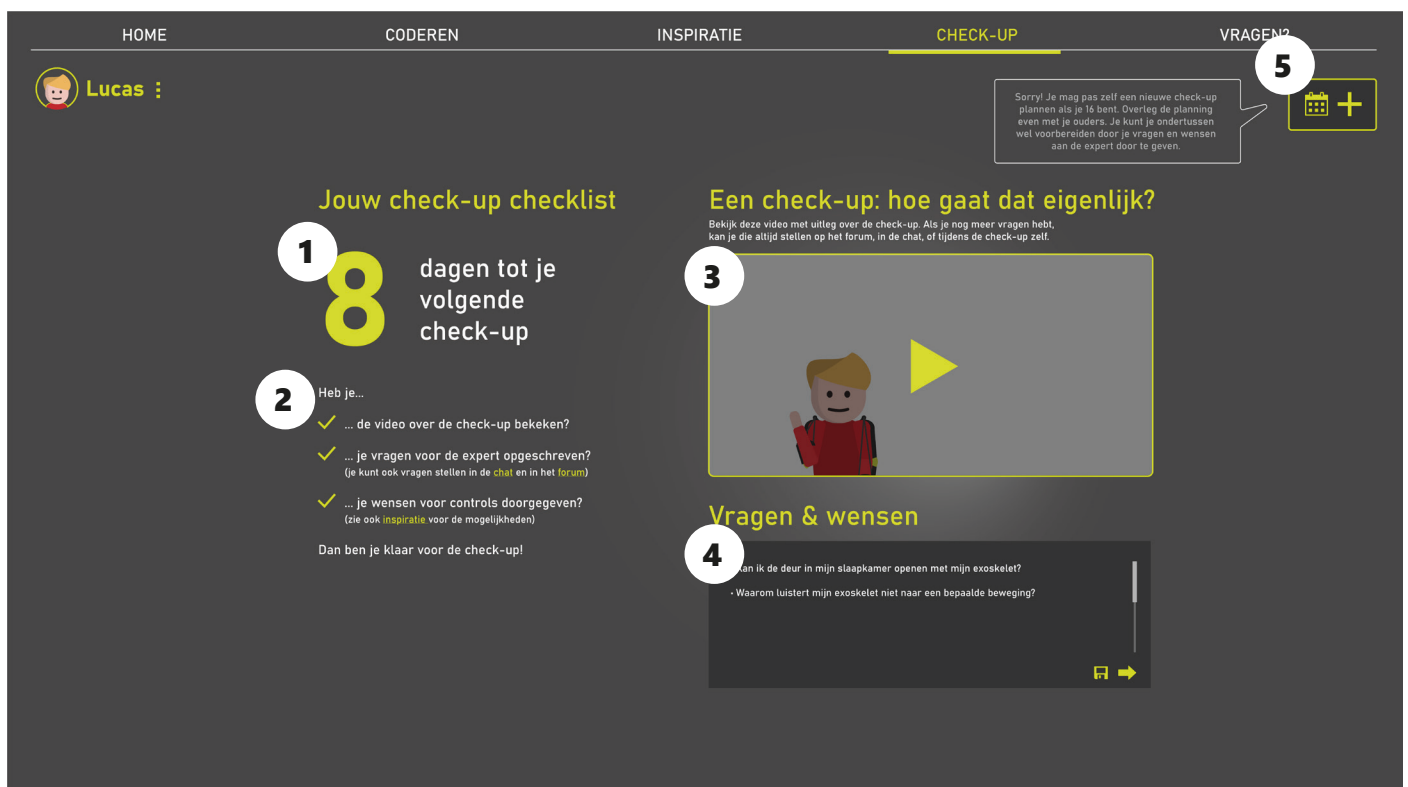 HOME CODEREN INSPIRATIE CHECK-UP VRAGEN?
5
Lucas
Sorry! Je mag pas zelf een nieuwe check-up
plannen als je 16 bent. Overleg de planning
even met je ouders. Je kunt je ondertussen
wel voorbereiden door je vragen en wensen
aan de expert door te geven.
Jouw check-up checklist
1
8
dagen tot je
volgende
check-up
2
Heb je...
... de video over de check-up bekeken?
... je vragen voor de expert opgeschreven?
(je kunt ook vragen stellen in de chat en in het forum)
... je wensen voor controls doorgegeven?
(zie ook inspiratie voor de mogelijkheden)
Dan ben je klaar voor de check-up!
Een check-up: hoe gaat dat eigenlijk?
Bekijk deze video met uitleg over de check-up. Als je nog meer vragen hebt,
kan je die altijd stellen op het forum, in de chat, of tijdens de check-up zelf.
3
Vragen & wensen
4
Kan ik de deur in mijn slaapkamer openen met mijn exoskelet?
• Waarom luistert mijn exoskelet niet naar een bepaalde beweging?